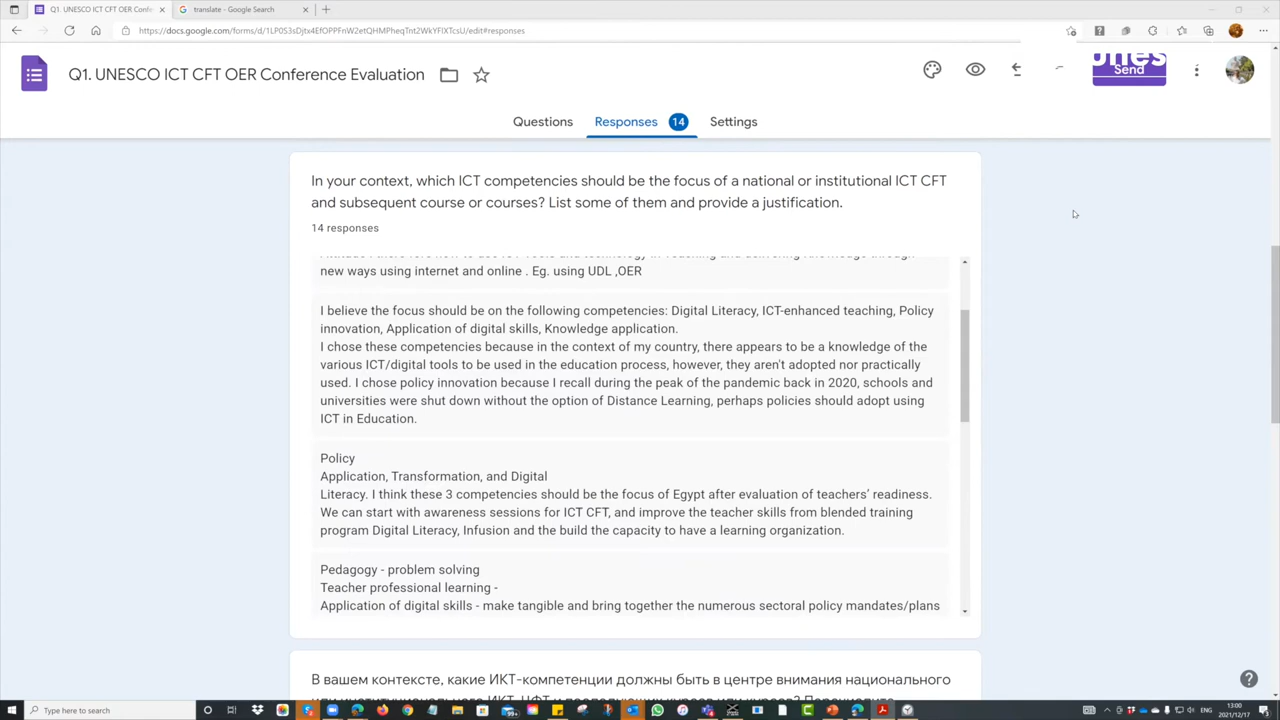 Q1. UNESCO ICT CFT OER Confe
translate - Google Search
https://docs.google.com/forms/d/1LP0S3sDjtx4EfOPPFnW2etQHMPheqTnt2WkYFIXTcsU/edit#responses
Q1. UNESCO ICT CFT OER Conference Evaluation
Send
Questions
Responses 14
Settings
In your context, which ICT competencies should be the focus of a national or institutional ICT CFT
and subsequent course or courses? List some of them and provide a justification.
14 responses
new ways using internet and online . Eg. using UDL ,OER
I believe the focus should be on the following competencies: Digital Literacy, ICT-enhanced teaching, Policy
innovation, Application of digital skills, Knowledge application.
I chose these competencies because in the context of my country, there appears to be a knowledge of the
various ICT/digital tools to be used in the education process, however, they aren't adopted nor practically
used. I chose policy innovation because I recall during the peak of the pandemic back in 2020, schools and
universities were shut down without the option of Distance Learning, perhaps policies should adopt using
ICT in Education.
Policy
Application, Transformation, and Digital
Literacy. I think these 3 competencies should be the focus of Egypt after evaluation of teachers' readiness.
We can start with awareness sessions for ICT CFT, and improve the teacher skills from blended training
program Digital Literacy, Infusion and the build the capacity to have a learning organization.
Pedagogy - problem solving
Teacher professional learning -
Application of digital skills - make tangible and bring together the numerous sectoral policy mandates/plans
В вашем контексте, какие ИКТ-компетенции должны быть в центре внимания национального
Type here to search
ENG
13:00
2021/12/17